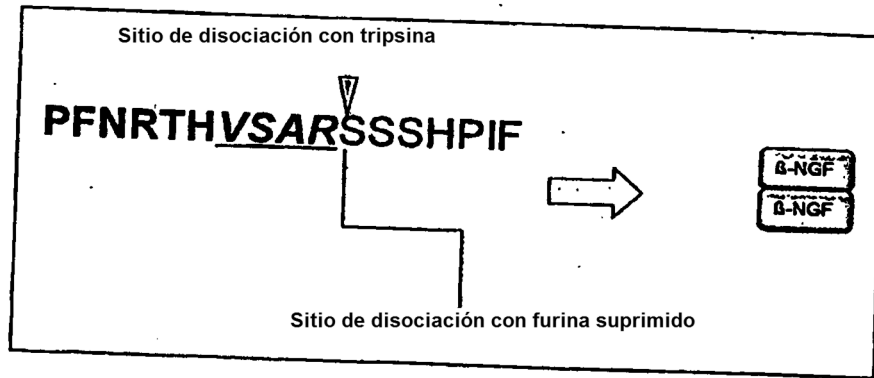 Sitio de disociación con tripsina
PFNRTHVSARSSSHPIF
ß-NGF
ß-NGF
Sitio de disociación con furina suprimido